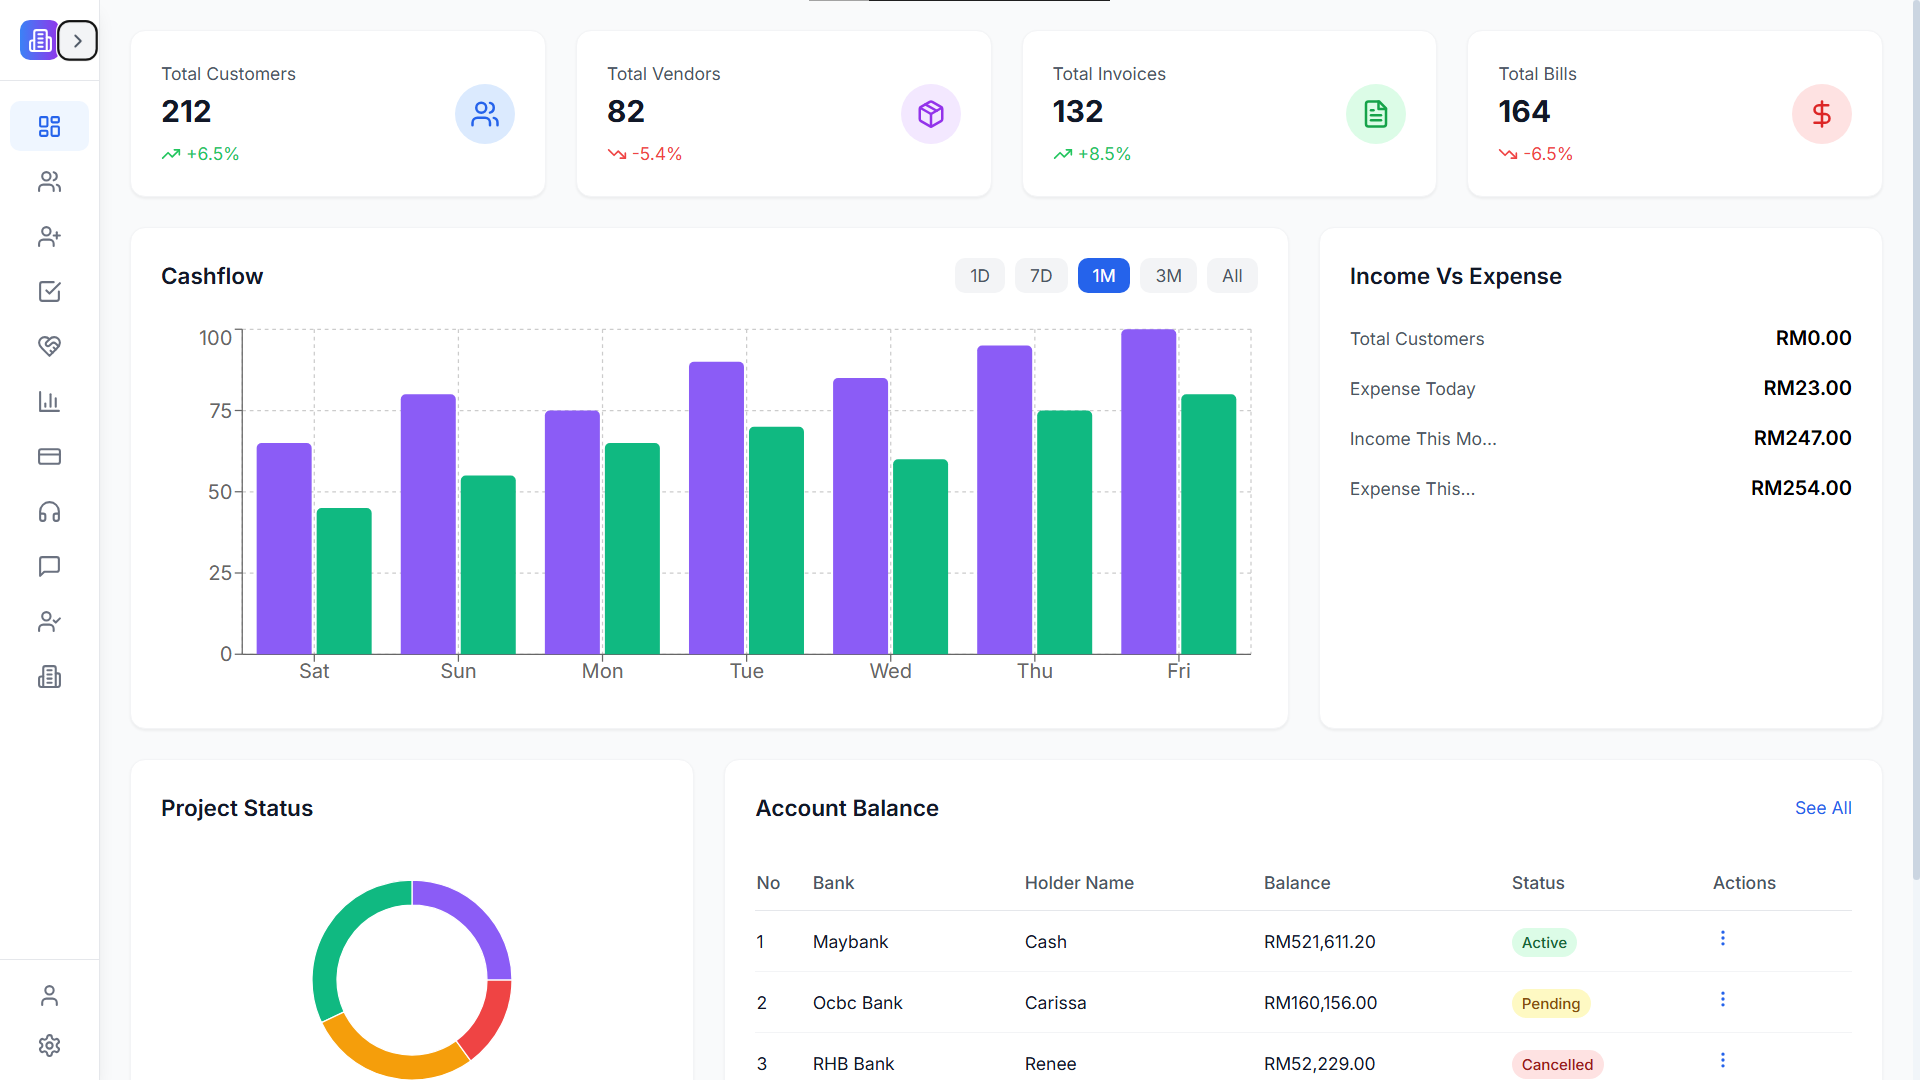 Total Customers
212
+6.5%
Total Vendors
82
-5.4%
Total Invoices
132
+8.5%
Total Bills
164
-6.5%
Cashflow
1D 7D 1M 3M All
100
75
50
25
0
Sat Sun Mon Tue Wed Thu Fri
Income Vs Expense
Total Customers RM0.00
Expense Today RM23.00
Income This Mo... RM247.00
Expense This... RM254.00
Project Status
Account Balance See All
No Bank Holder Name Balance Status Actions
1 Maybank Cash RM521,611.20 Active
2 Ocbc Bank Carissa RM160,156.00 Pending
3 RHB Bank Renee RM52,229.00 Cancelled